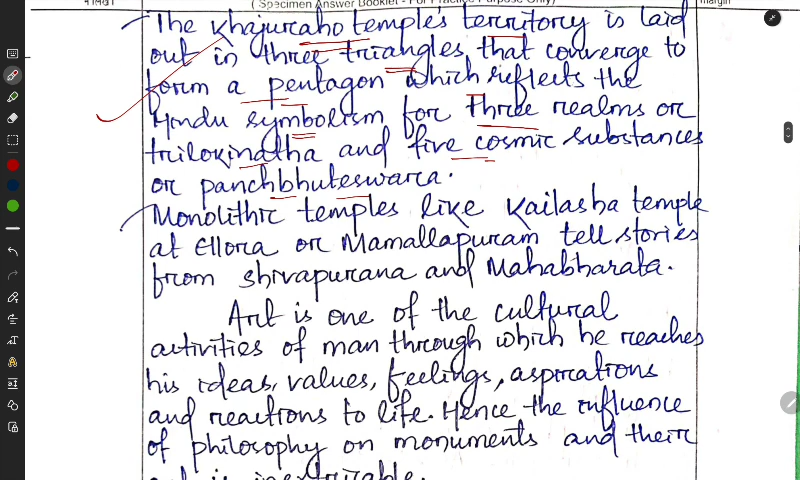 ( Specimen Answer Booklet - For Practice Purpose Only)
margin
The Khajuraho temples territory is laid
out in three triangles that converge to
form a pentagon which reflects the
Hindu symbolism for three realms or
trilokinatha and five cosmic substances
or panchbhuteswara.
Monolithic temples like Kailasha temple
at Ellora or Mamallapuram tell stories
from Shivapurana and Mahabharata.
Art is one of the cultural
activities of man through which he reaches
his ideas, values, feelings, aspirations
and reactions to life. Hence the influence
of philosophy on monuments and their